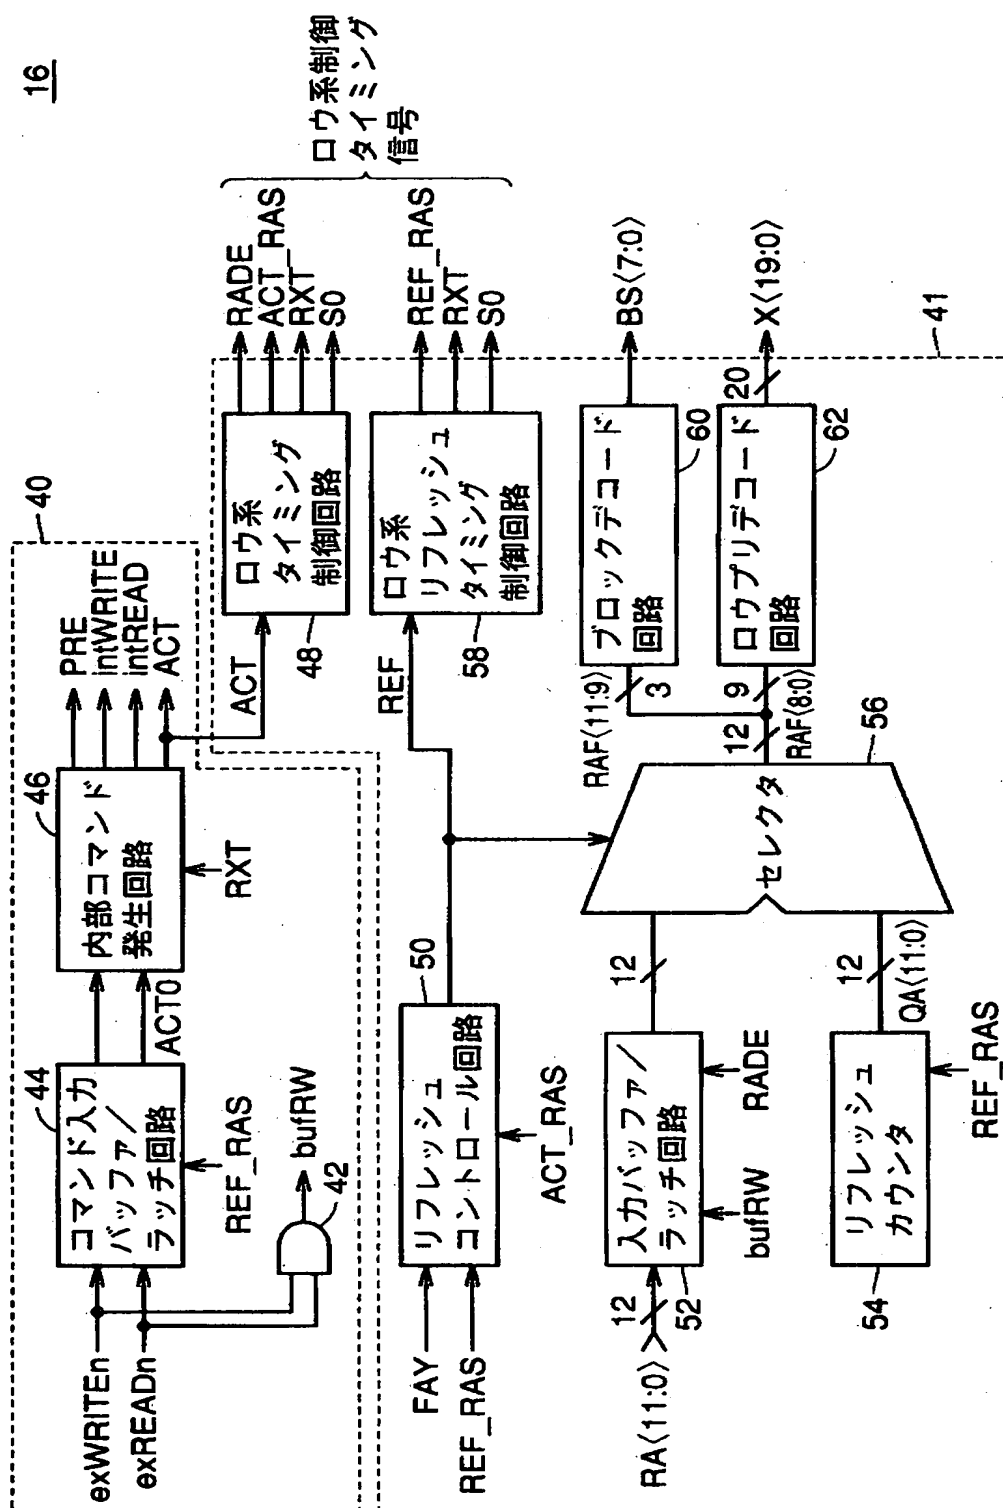 16
40
exWRITEn
exREADn
44
コマンド入力
バッファ/
ラッチ回路
REF_RAS
ACT0
42
bufRW
46
内部コマンド
発生回路
RXT
PRE
intWRITE
intREAD
ACT
ACT
ロウ系
タイミング
制御回路
48
RADE
ACT_RAS
RXT
S0
ロウ系制御
タイミング
信号
FAY
REF_RAS
50
リフレッシュ
コントロール回路
ACT_RAS
REF
ロウ系
リフレッシュ
タイミング
制御回路
58
REF_RAS
RXT
S0
RA<11:0>
12
入力バッファ/
ラッチ回路
52
bufRW
RADE
12
リフレッシュ
カウンタ
54
REF_RAS
12
QA<11:0>
セレクタ
56
12
RAF<11:9>
3
9
RAF<8:0>
ブロックデコード
回路
60
BS<7:0>
ロウプリデコード
回路
62
20
X<19:0>
41